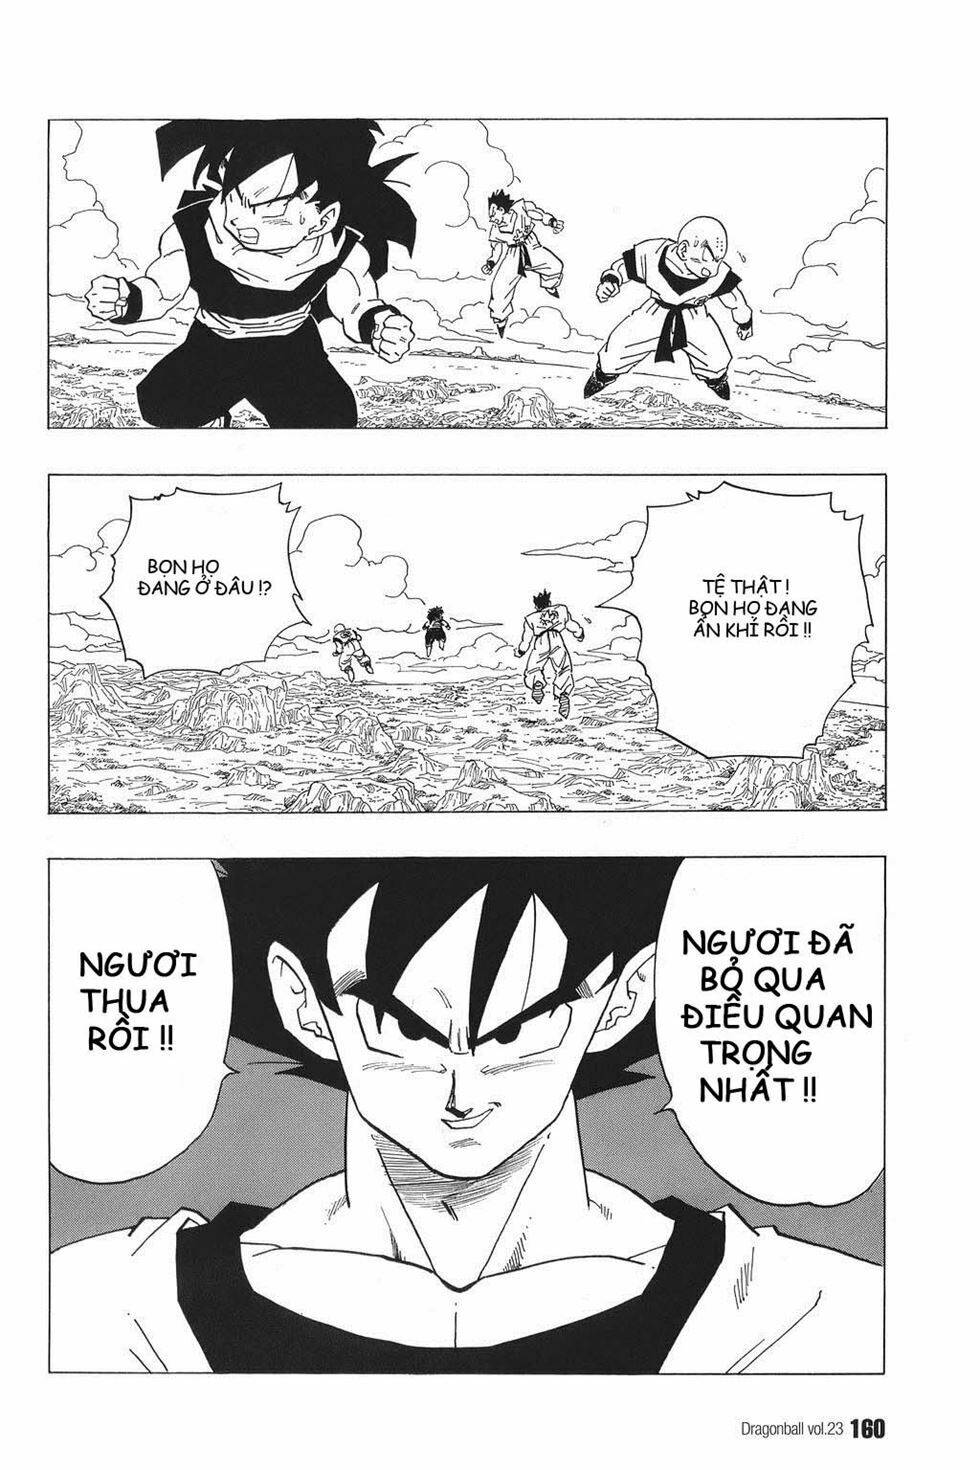 BỌN HỌ
ĐANG Ở ĐÂU !?
TỆ THẬT !
BỌN HỌ ĐANG
ẨN KHÍ RỒI !!
NGƯƠI ĐÃ
BỎ QUA
ĐIỀU QUAN
TRỌNG
NHẤT !!
NGƯƠI
THUA
RỒI !!
Dragonball vol.23 160